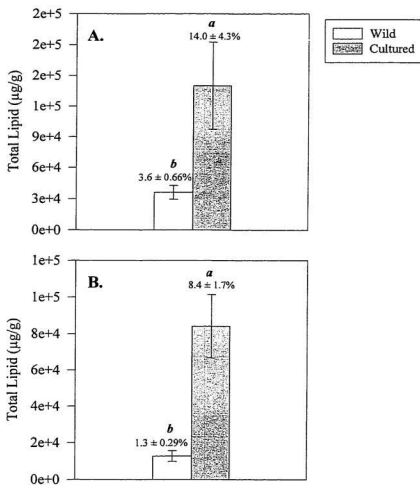 2e+5
2e+5
1e+5
9e+4
6e+4
3e+4
0e+0
Total Lipid (µg/g)
A.
a
14.0 ± 4.3%
b
3.6 ± 0.66%
Wild
Cultured
1e+5
1e+5
8e+4
6e+4
4e+4
2e+4
0e+0
Total Lipid (µg/g)
B.
a
8.4 ± 1.7%
b
1.3 ± 0.29%